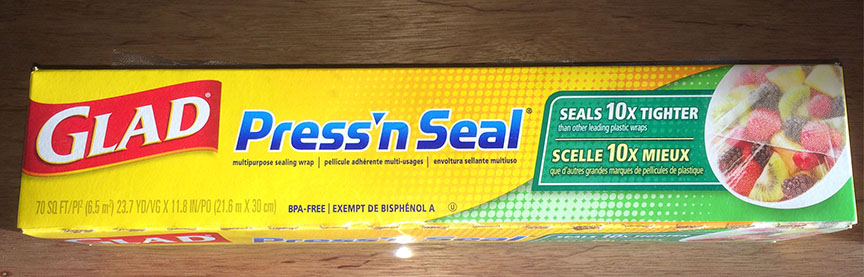 GLAD
Press'n Seal®
multipurpose sealing wrap | pellicule adhérente multi-usages | envoltura sellante multiuso
SEALS 10X TIGHTER
than other leading plastic wraps
SCELLE 10X MIEUX
que d'autres grandes marques de pellicules de plastique
70 SQ FT/PI² (6.5 m²) 23.7 YD/VG X 11.8 IN/PO (21.6 m X 30 cm)
BPA-FREE | EXEMPT DE BISPHÉNOL A
GLAD
Press'n Seal
SEALS 10X